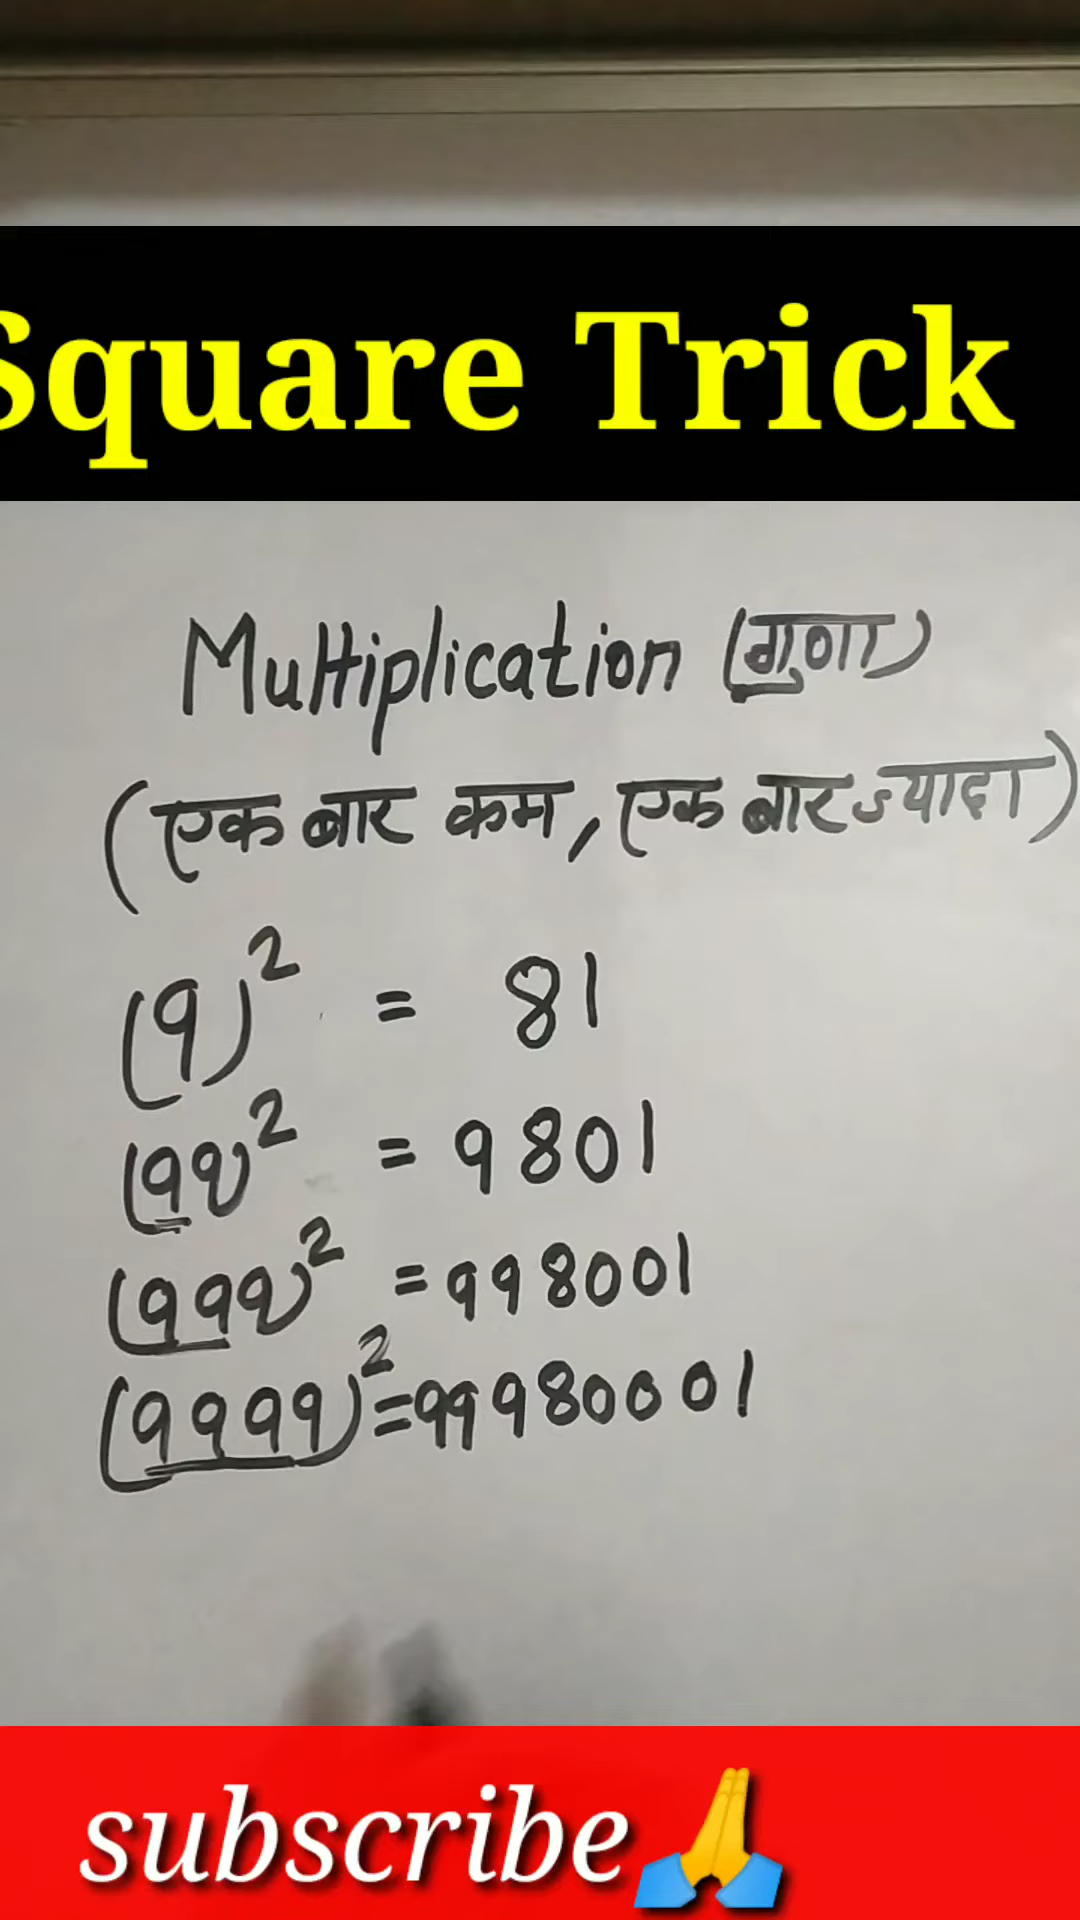 Square Trick
Multiplication (गुणा)
(एक बार कम, एक बार ज्यादा)
(9)² = 81
(99)² = 9801
(999)² = 998001
(9999)² = 99980001
subscribe🙏